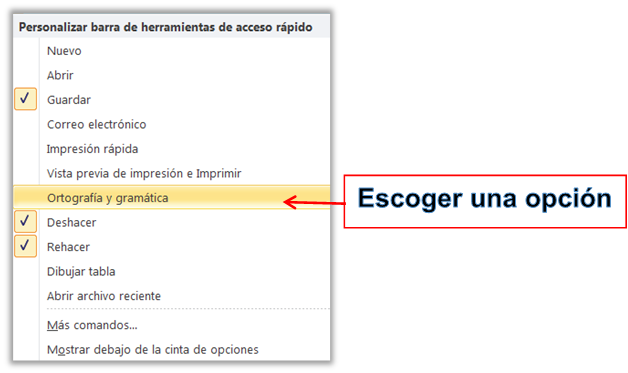 Personalizar barra de herramientas de acceso rápido
Nuevo
Abrir
Guardar
Correo electrónico
Impresión rápida
Vista previa de impresión e Imprimir
Ortografía y gramática
Escoger una opción
Deshacer
Rehacer
Dibujar tabla
Abrir archivo reciente
Más comandos...
Mostrar debajo de la cinta de opciones